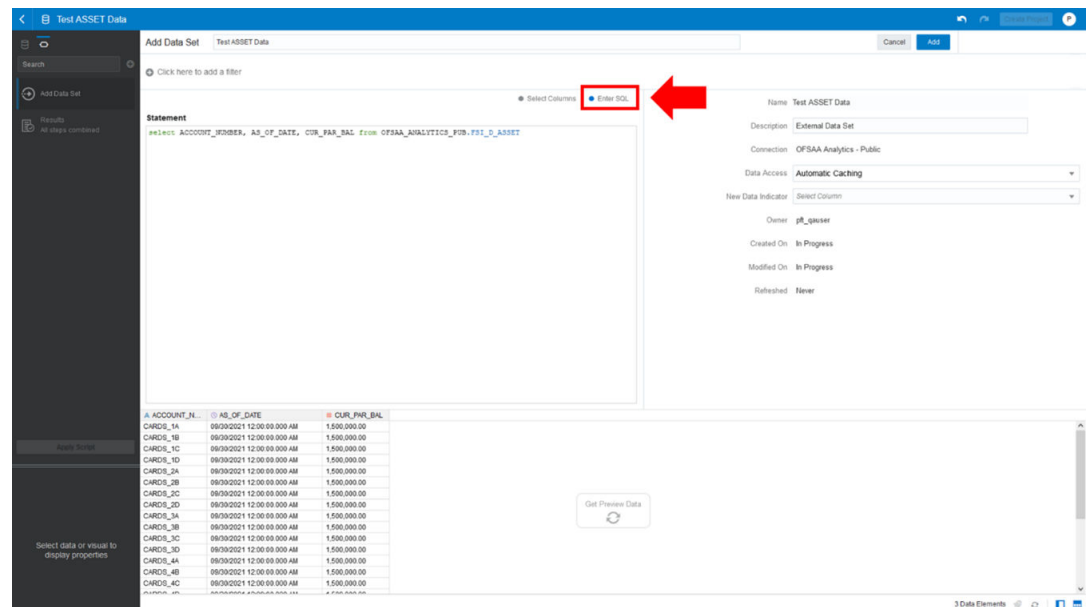 Test ASSET Data
Create Project
P
Search
Add Data Set
Results
All steps combined
Apply Script
Select data or visual to
display properties
Add Data Set
Test ASSET Data
Cancel
Add
Click here to add a filter
Select Columns
Enter SQL
Statement
select ACCOUNT_NUMBER, AS_OF_DATE, CUR_PAR_BAL from OFSAA_ANALYTICS_PUB.FSI_D_ASSET
Name Test ASSET Data
Description External Data Set
Connection OFSAA Analytics - Public
Data Access Automatic Caching
New Data Indicator Select Column
Owner pft_qauser
Created On In Progress
Modified On In Progress
Refreshed Never
A ACCOUNT_N... AS_OF_DATE # CUR_PAR_BAL
CARDS_1A 09/30/2021 12:00:00.000 AM 1,500,000.00
CARDS_1B 09/30/2021 12:00:00.000 AM 1,500,000.00
CARDS_1C 09/30/2021 12:00:00.000 AM 1,500,000.00
CARDS_1D 09/30/2021 12:00:00.000 AM 1,500,000.00
CARDS_2A 09/30/2021 12:00:00.000 AM 1,500,000.00
CARDS_2B 09/30/2021 12:00:00.000 AM 1,500,000.00
CARDS_2C 09/30/2021 12:00:00.000 AM 1,500,000.00
CARDS_2D 09/30/2021 12:00:00.000 AM 1,500,000.00
CARDS_3A 09/30/2021 12:00:00.000 AM 1,500,000.00
CARDS_3B 09/30/2021 12:00:00.000 AM 1,500,000.00
CARDS_3C 09/30/2021 12:00:00.000 AM 1,500,000.00
CARDS_3D 09/30/2021 12:00:00.000 AM 1,500,000.00
CARDS_4A 09/30/2021 12:00:00.000 AM 1,500,000.00
CARDS_4B 09/30/2021 12:00:00.000 AM 1,500,000.00
CARDS_4C 09/30/2021 12:00:00.000 AM 1,500,000.00
Get Preview Data
3 Data Elements